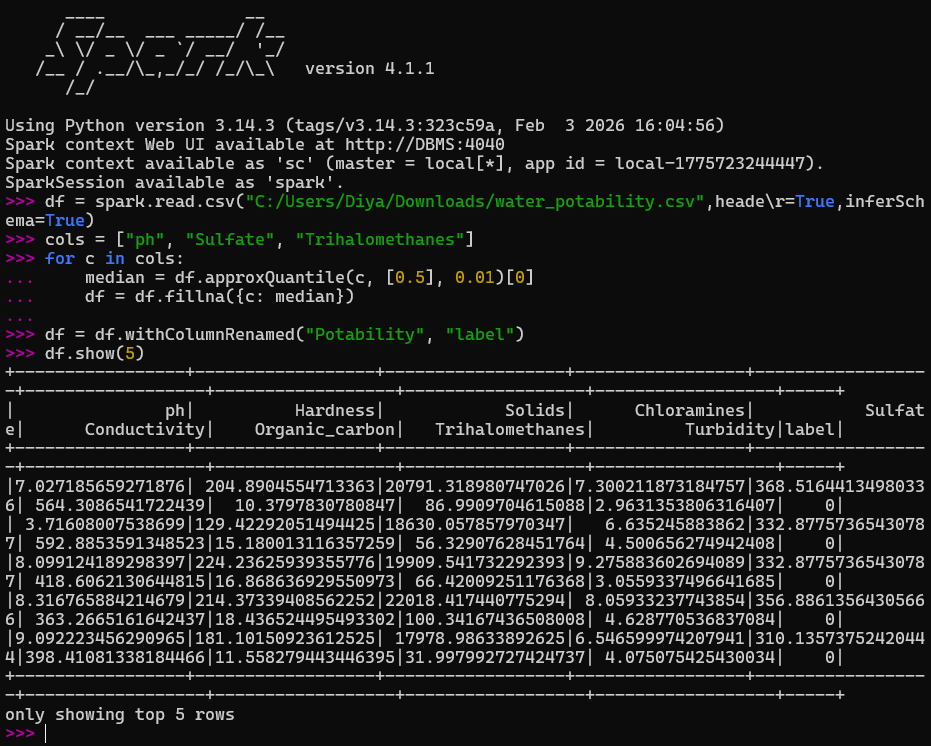 ____              __
     / __/__  ___ _____/ /__
    _\ \/ _ \/ _ `/ __/  '_/
   /__ / .__/\_,_/_/ /_/\_\   version 4.1.1
      /_/
Using Python version 3.14.3 (tags/v3.14.3:323c59a, Feb  3 2026 16:04:56)
Spark context Web UI available at http://DBMS:4040
Spark context available as 'sc' (master = local[*], app id = local-1775723244447).
SparkSession available as 'spark'.
>>> df = spark.read.csv("C:/Users/Diya/Downloads/water_potability.csv",heade\r=True,inferSch
ema=True)
>>> cols = ["ph", "Sulfate", "Trihalomethanes"]
>>> for c in cols:
...     median = df.approxQuantile(c, [0.5], 0.01)[0]
...     df = df.fillna({c: median})
...
>>> df = df.withColumnRenamed("Potability", "label")
>>> df.show(5)
+-----------------+------------------+------------------+-----------------+-----------------
-+------------------+------------------+------------------+------------------+-----+
|               ph|          Hardness|            Solids|      Chloramines|          Sulfat
e|      Conductivity|    Organic_carbon|   Trihalomethanes|         Turbidity|label|
+-----------------+------------------+------------------+-----------------+-----------------
-+------------------+------------------+------------------+------------------+-----+
|7.027185659271876| 204.8904554713363|20791.318980747026|7.300211873184757|368.5164413498033
6| 564.3086541722439|  10.3797830780847| 86.9909704615088|2.9631353806316407|    0|
| 3.71608007538699|129.42292051494425|18630.057857970347|   6.635245883862|332.8775736543078
7| 592.8853591348523|15.180013116357259| 56.32907628451764| 4.500656274942408|    0|
|8.099124189298397|224.23625939355776|19909.541732292393|9.275883602694089|332.8775736543078
7| 418.6062130644815|16.868636929550973| 66.42009251176368|3.05593374966​41685|    0|
|8.316765884214679|214.37339408562252|22018.417440775294| 8.05933237743854|356.8861356430566
6| 363.2665161642437|18.436524495493302|100.34167436508008| 4.628770536837084|    0|
|9.092223456290965|181.10150923612525| 17978.98633892625|6.546599974207941|310.1357375242044
4|398.41081338184466|11.558279443446395|31.997992727424737| 4.075075425430034|    0|
+-----------------+------------------+------------------+-----------------+-----------------
-+------------------+------------------+------------------+------------------+-----+
only showing top 5 rows
>>>